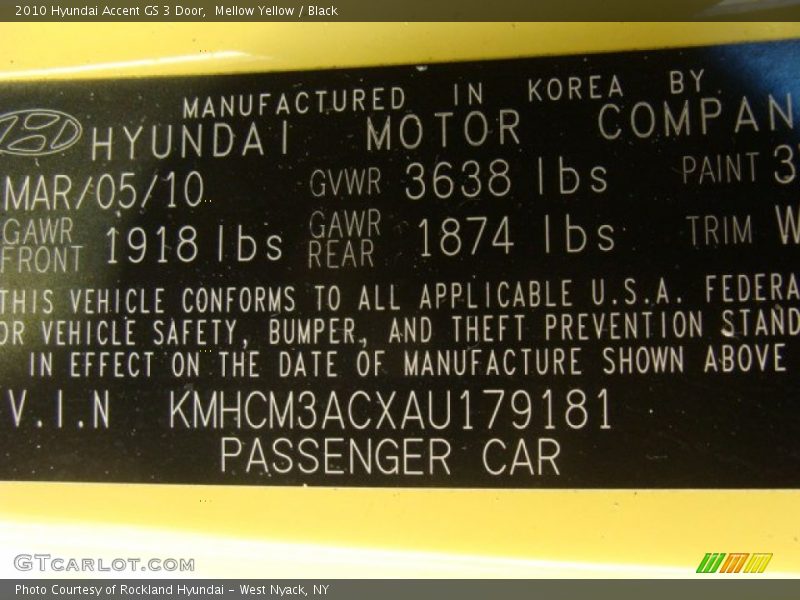 2010 Hyundai Accent GS 3 Door,  Mellow Yellow / Black
MANUFACTURED IN KOREA BY
HYUNDAI MOTOR COMPAN
MAR/05/10 GVWR 3638 lbs PAINT 3
GAWR FRONT 1918 lbs GAWR REAR 1874 lbs TRIM W
THIS VEHICLE CONFORMS TO ALL APPLICABLE U.S.A. FEDERA
OR VEHICLE SAFETY, BUMPER, AND THEFT PREVENTION STAND
IN EFFECT ON THE DATE OF MANUFACTURE SHOWN ABOVE
V.I.N KMHCM3ACXAU179181
PASSENGER CAR
GTCARLOT.COM
Photo Courtesy of Rockland Hyundai - West Nyack, NY